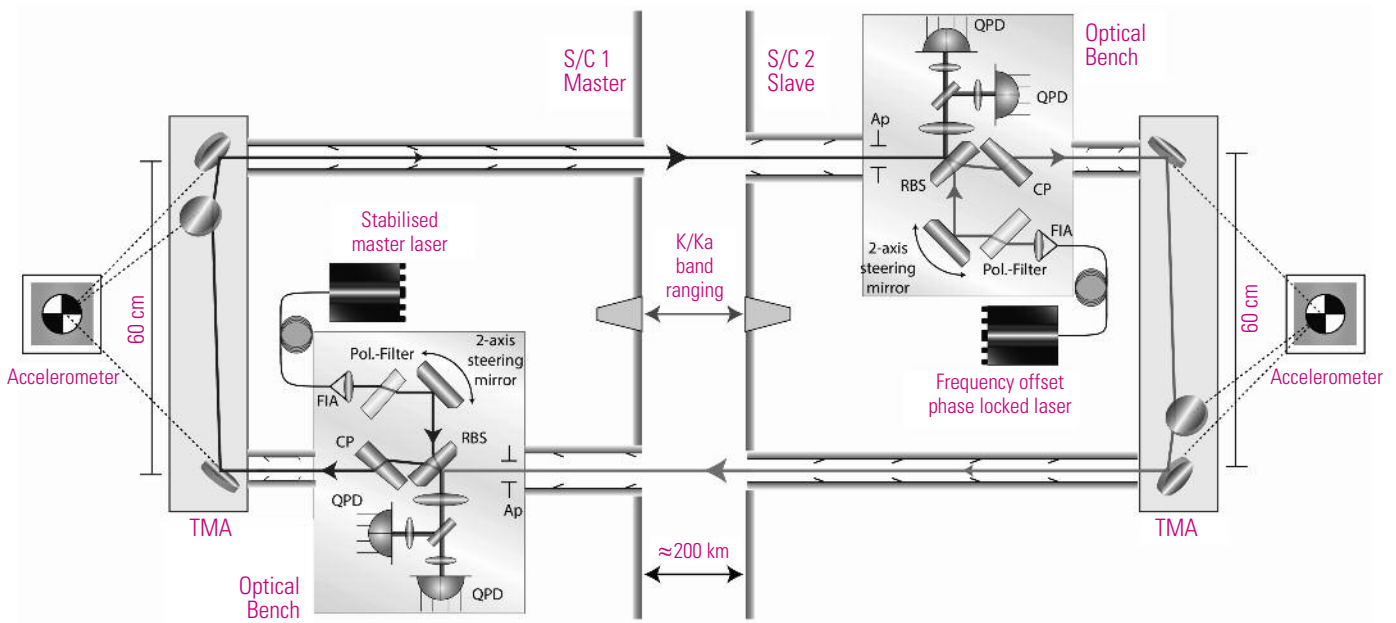 S/C 1
Master
S/C 2
Slave
QPD
QPD
Optical
Bench
Ap
RBS
CP
2-axis
steering
mirror
Pol.-Filter
FIA
Stabilised
master laser
K/Ka
band
ranging
60 cm
Accelerometer
60 cm
Accelerometer
Frequency offset
phase locked laser
2-axis
steering
mirror
Pol.-Filter
FIA
CP
RBS
QPD
Ap
QPD
TMA
TMA
Optical
Bench
≈200 km